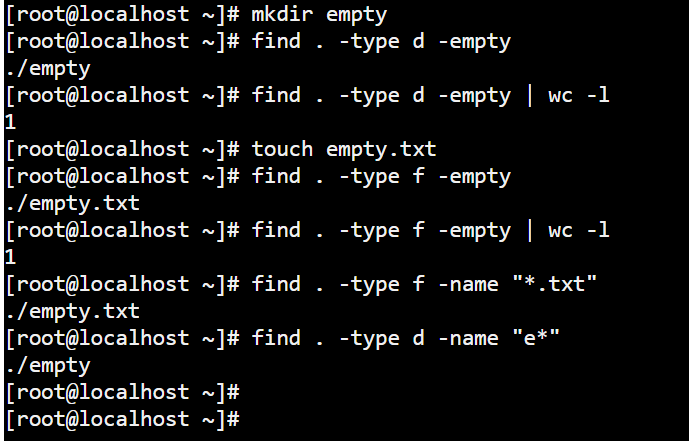 [root@localhost ~]# mkdir empty
[root@localhost ~]# find . -type d -empty
./empty
[root@localhost ~]# find . -type d -empty | wc -l
1
[root@localhost ~]# touch empty.txt
[root@localhost ~]# find . -type f -empty
./empty.txt
[root@localhost ~]# find . -type f -empty | wc -l
1
[root@localhost ~]# find . -type f -name "*.txt"
./empty.txt
[root@localhost ~]# find . -type d -name "e*"
./empty
[root@localhost ~]#
[root@localhost ~]#